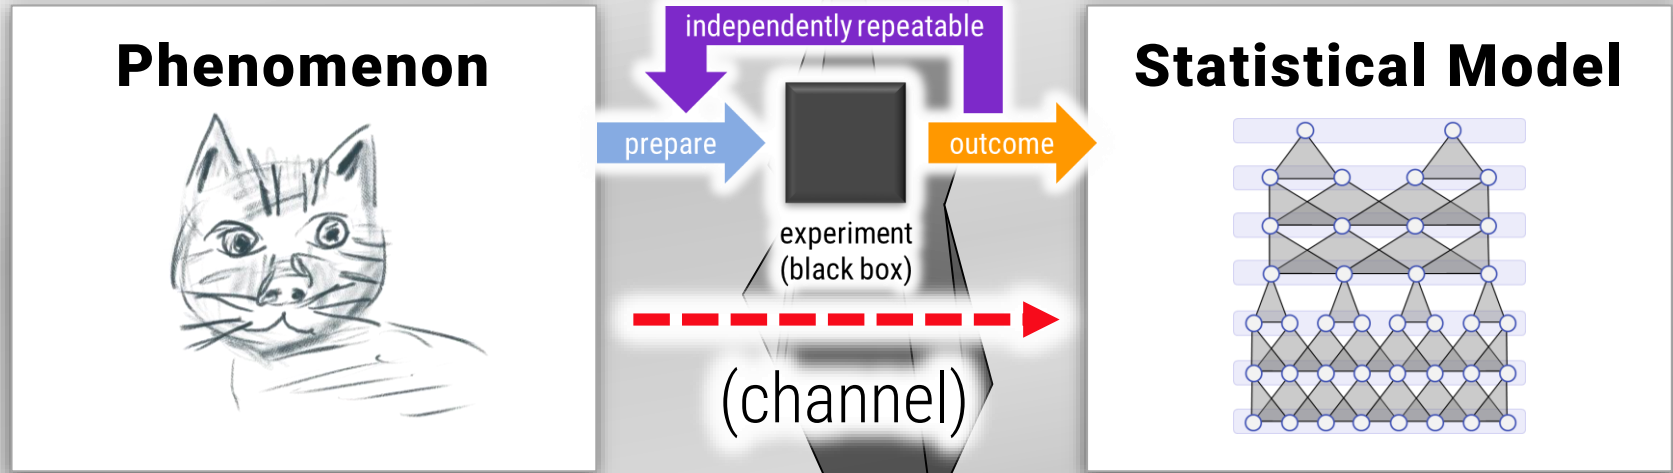 Phenomenon
independently repeatable
prepare
outcome
experiment
(black box)
(channel)
Statistical Model